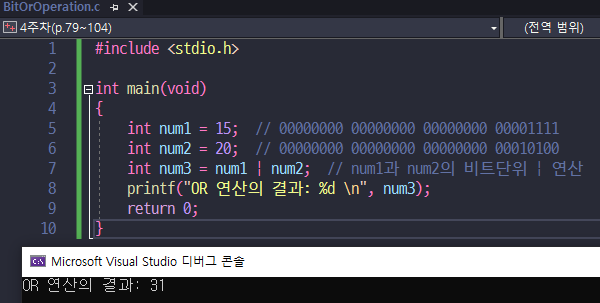 BitOrOperation.c
4주차(p.79~104)
(전역 범위)
1 #include <stdio.h>
2
3 int main(void)
4 {
5 int num1 = 15; // 00000000 00000000 00000000 00001111
6 int num2 = 20; // 00000000 00000000 00000000 00010100
7 int num3 = num1 | num2; // num1과 num2의 비트단위 | 연산
8 printf("OR 연산의 결과: %d \n", num3);
9 return 0;
10 }
Microsoft Visual Studio 디버그 콘솔
OR 연산의 결과: 31